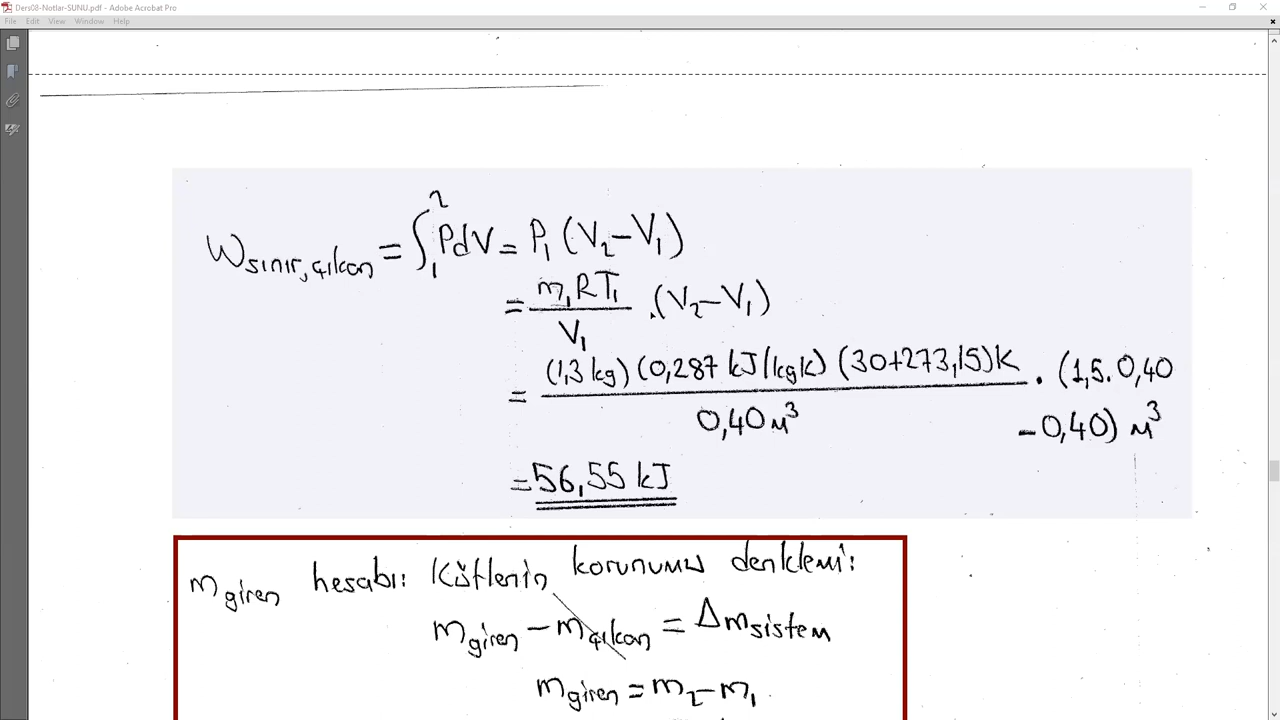 Ders08-Notlar-SUNU.pdf - Adobe Acrobat Pro
File Edit View Window Help
W_sınır,çıkan = ∫₁² PdV = P₁ (V₂-V₁)
= m₁RT₁/V₁ . (V₂-V₁)
= (1,3 kg) (0,287 kJ/kgK) (30+273,15)K / 0,40 m³ . (1,5.0,40
-0,40) m³
= 56,55 kJ
m_giren hesabı: Kütlenin korunumu denklemi:
m_giren - m_çıkan = Δm_sistem
m_giren = m₂-m₁